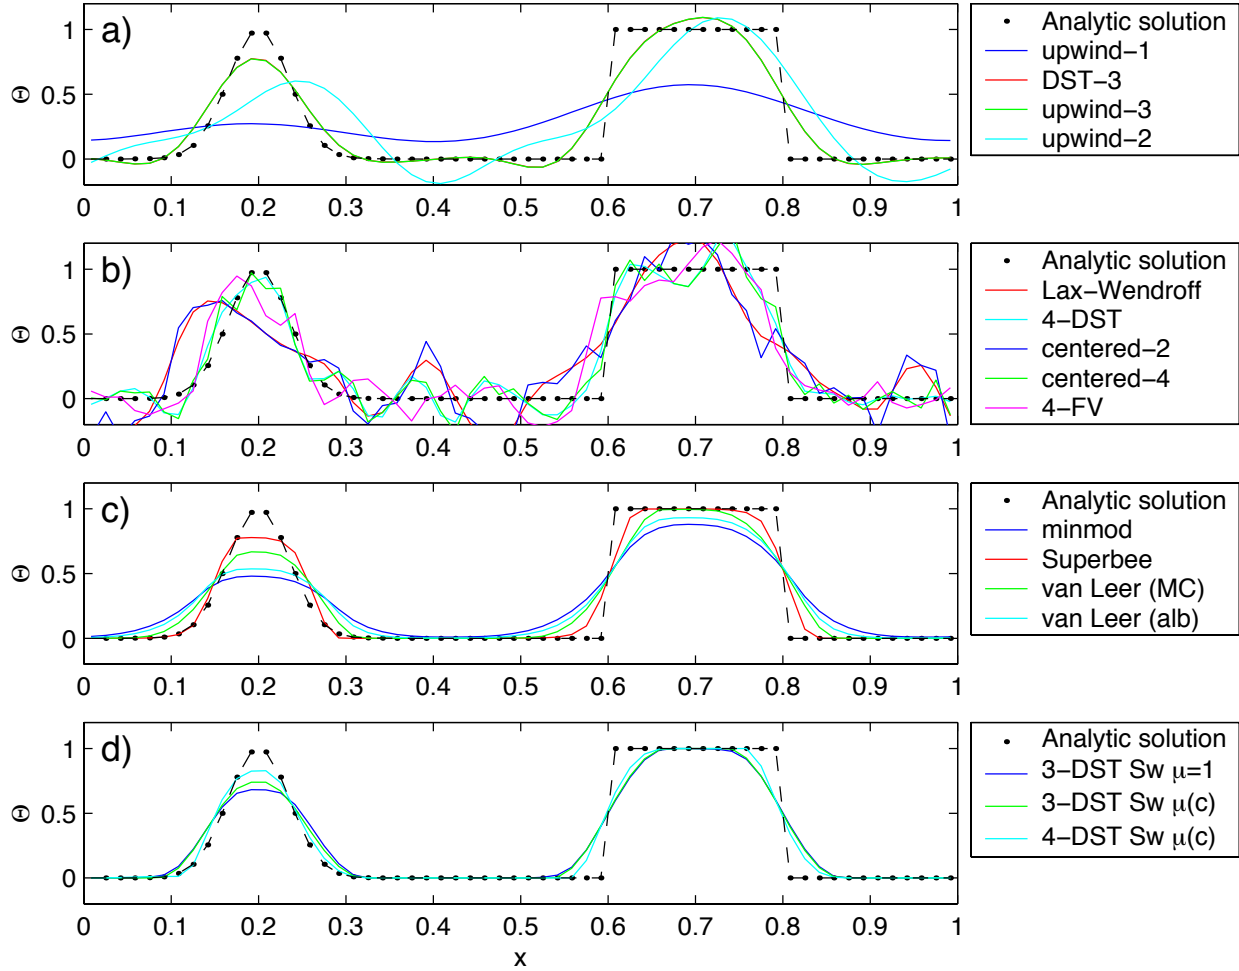 a)
1
0.5
0
Θ
0 0.1 0.2 0.3 0.4 0.5 0.6 0.7 0.8 0.9 1
Analytic solution
upwind−1
DST−3
upwind−3
upwind−2
b)
1
0.5
0
Θ
0 0.1 0.2 0.3 0.4 0.5 0.6 0.7 0.8 0.9 1
Analytic solution
Lax−Wendroff
4−DST
centered−2
centered−4
4−FV
c)
1
0.5
0
Θ
0 0.1 0.2 0.3 0.4 0.5 0.6 0.7 0.8 0.9 1
Analytic solution
minmod
Superbee
van Leer (MC)
van Leer (alb)
d)
1
0.5
0
Θ
0 0.1 0.2 0.3 0.4 0.5 0.6 0.7 0.8 0.9 1
x
Analytic solution
3−DST Sw μ=1
3−DST Sw μ(c)
4−DST Sw μ(c)